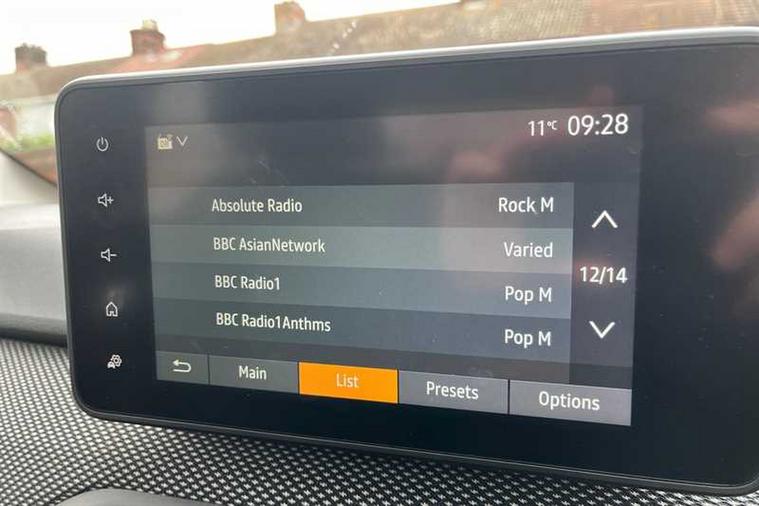 11°C 09:28
Absolute Radio Rock M
BBC AsianNetwork Varied
BBC Radio1 Pop M
BBC Radio1Anthms Pop M
12/14
Main List Presets Options